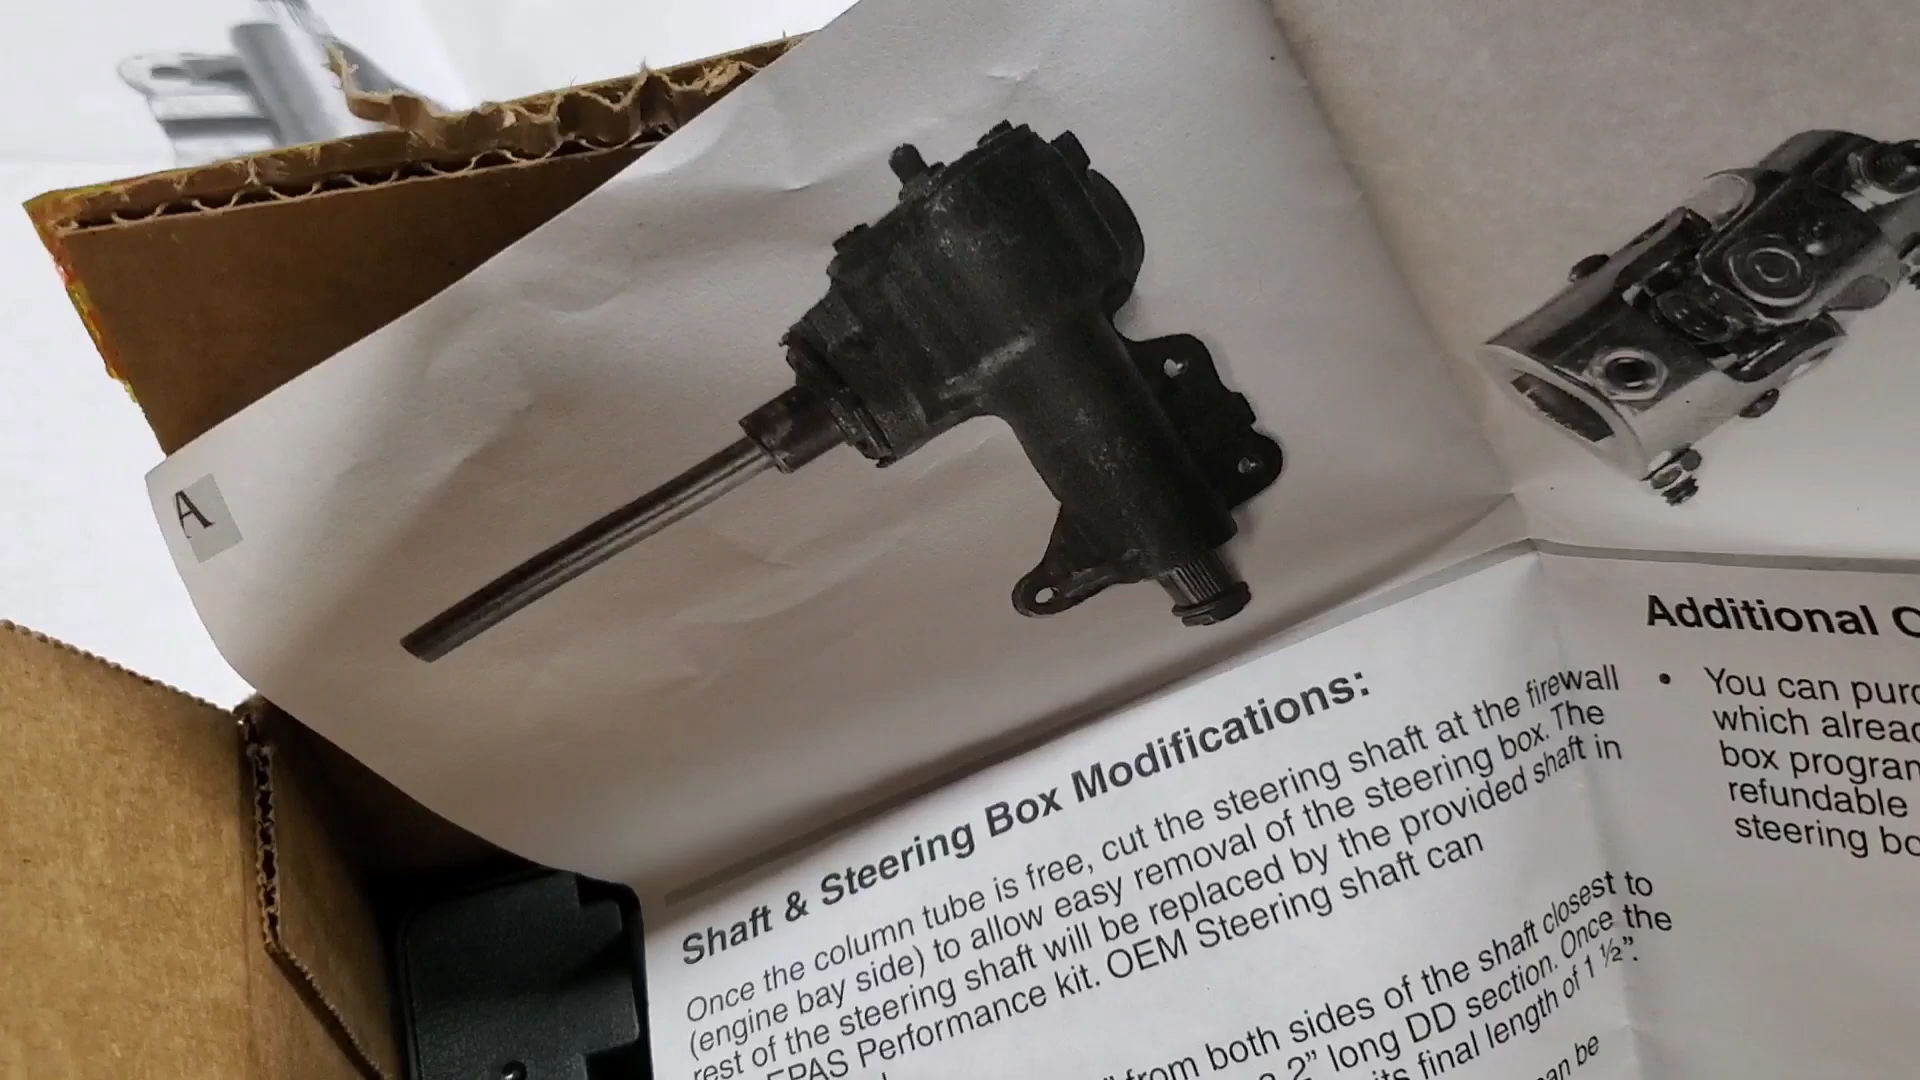 A
Shaft & Steering Box Modifications:
Once the column tube is free, cut the steering shaft at the firewall
(engine bay side) to allow easy removal of the steering box. The
rest of the steering shaft will be replaced by the provided shaft in
EPAS Performance kit. OEM Steering shaft can
from both sides of the shaft closest to
2” long DD section. Once the
its final length of 1 ½”.
can be
Additional
• You can
which
box
refundable
steering